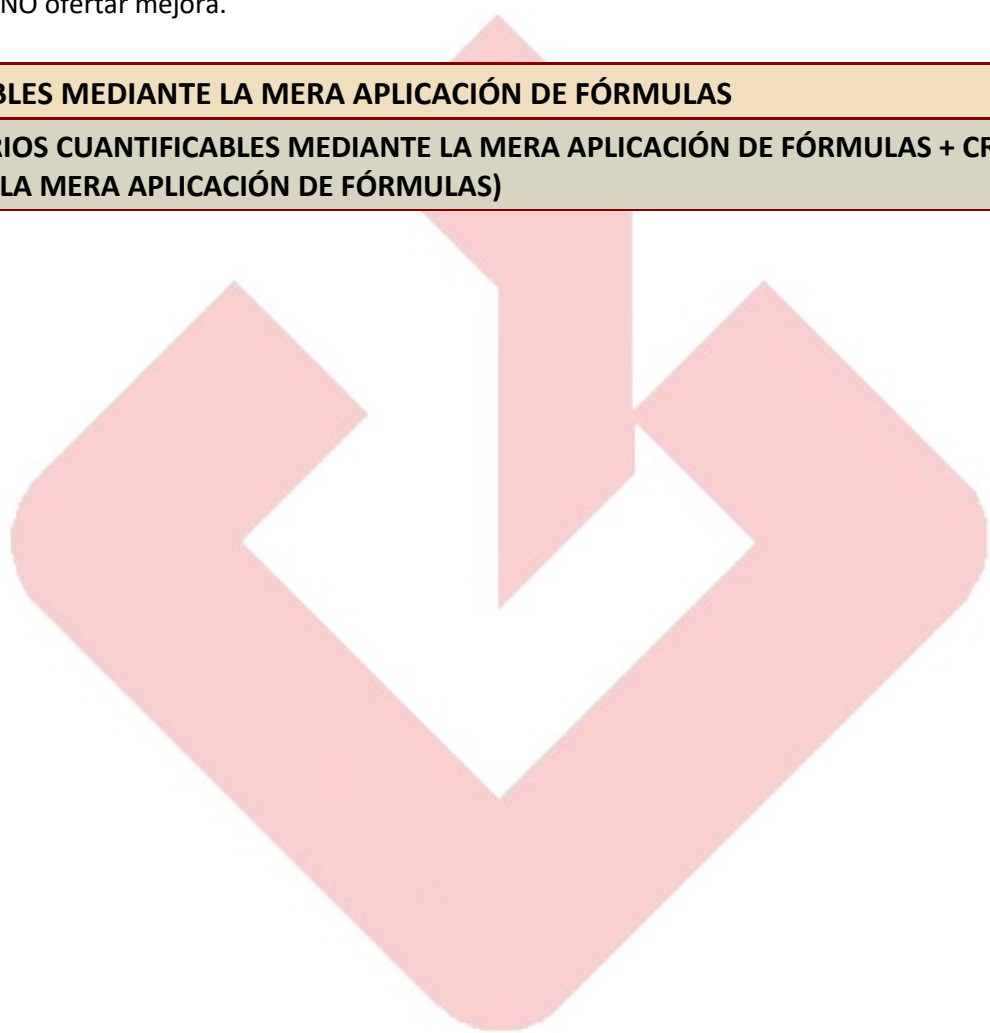 NO ofertar mejora.
BLES MEDIANTE LA MERA APLICACIÓN DE FÓRMULAS
RIOS CUANTIFICABLES MEDIANTE LA MERA APLICACIÓN DE FÓRMULAS + CR
LA MERA APLICACIÓN DE FÓRMULAS)